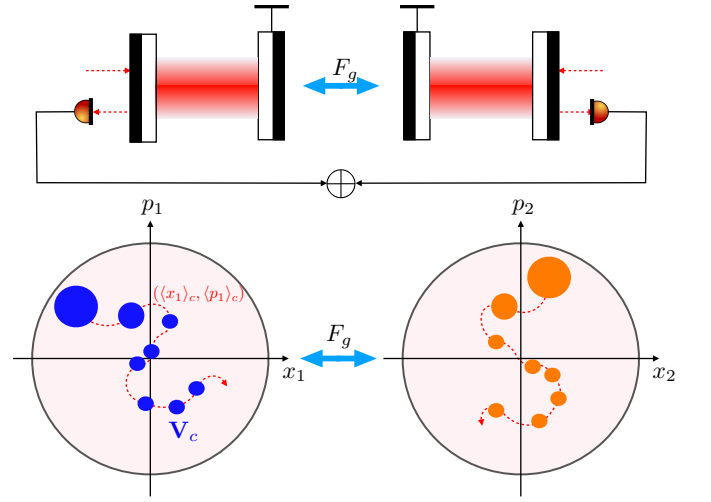 F_g
p_1
p_2
(⟨x_1⟩_c, ⟨p_1⟩_c)
F_g
x_1
x_2
V_c